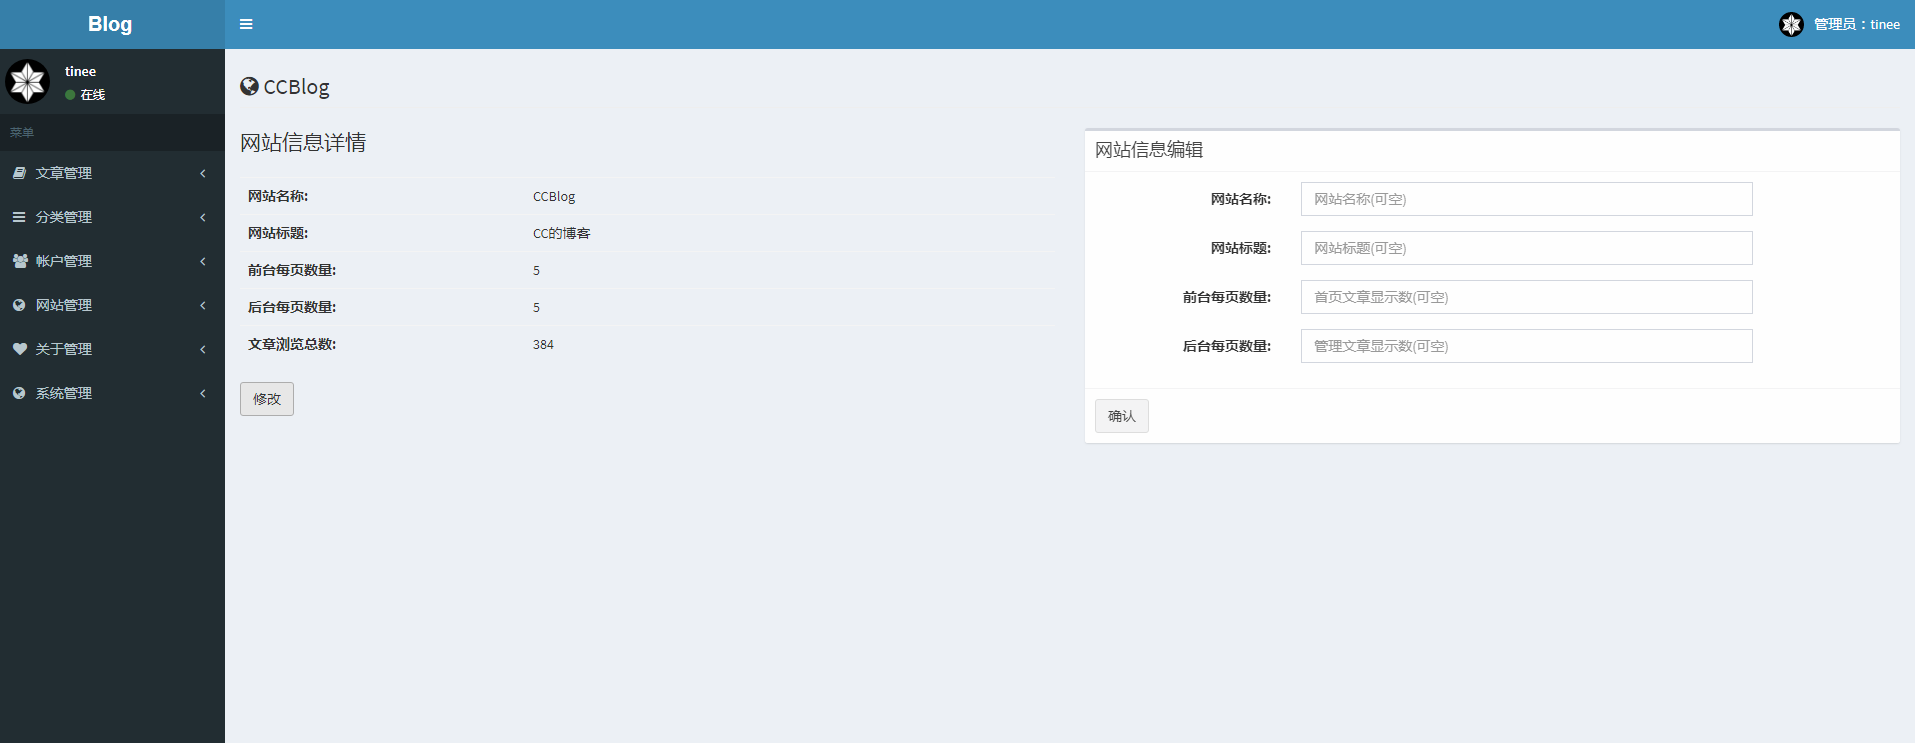 Blog
管理员：tinee
tinee
在线
菜单
文章管理
分类管理
帐户管理
网站管理
关于管理
系统管理
CCBlog
网站信息详情
网站名称: CCBlog
网站标题: CC的博客
前台每页数量: 5
后台每页数量: 5
文章浏览总数: 384
修改
网站信息编辑
网站名称: 网站名称(可空)
网站标题: 网站标题(可空)
前台每页数量: 首页文章显示数(可空)
后台每页数量: 管理文章显示数(可空)
确认